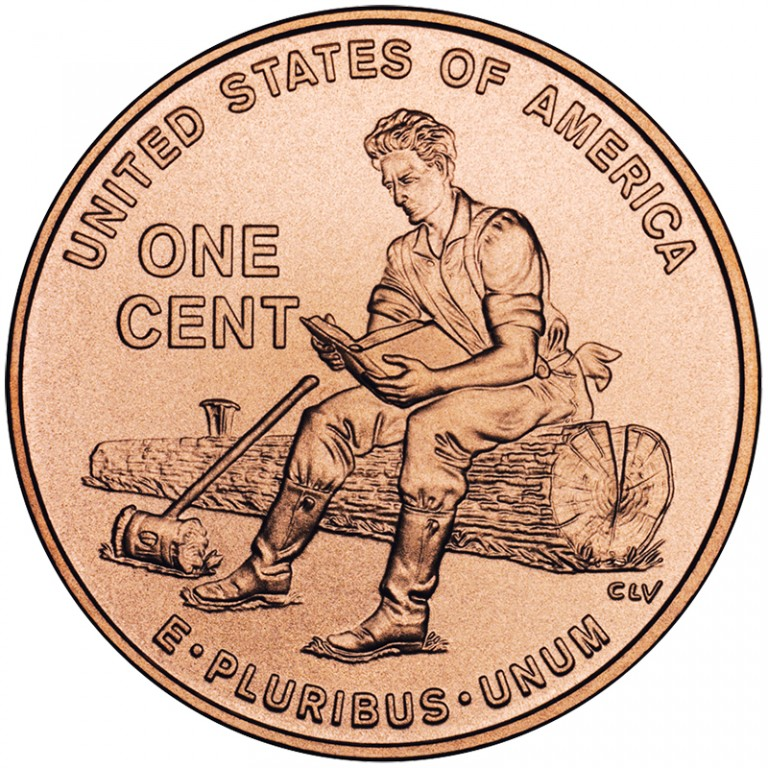 UNITED STATES OF AMERICA
ONE
CENT
CLV
E·PLURIBUS·UNUM